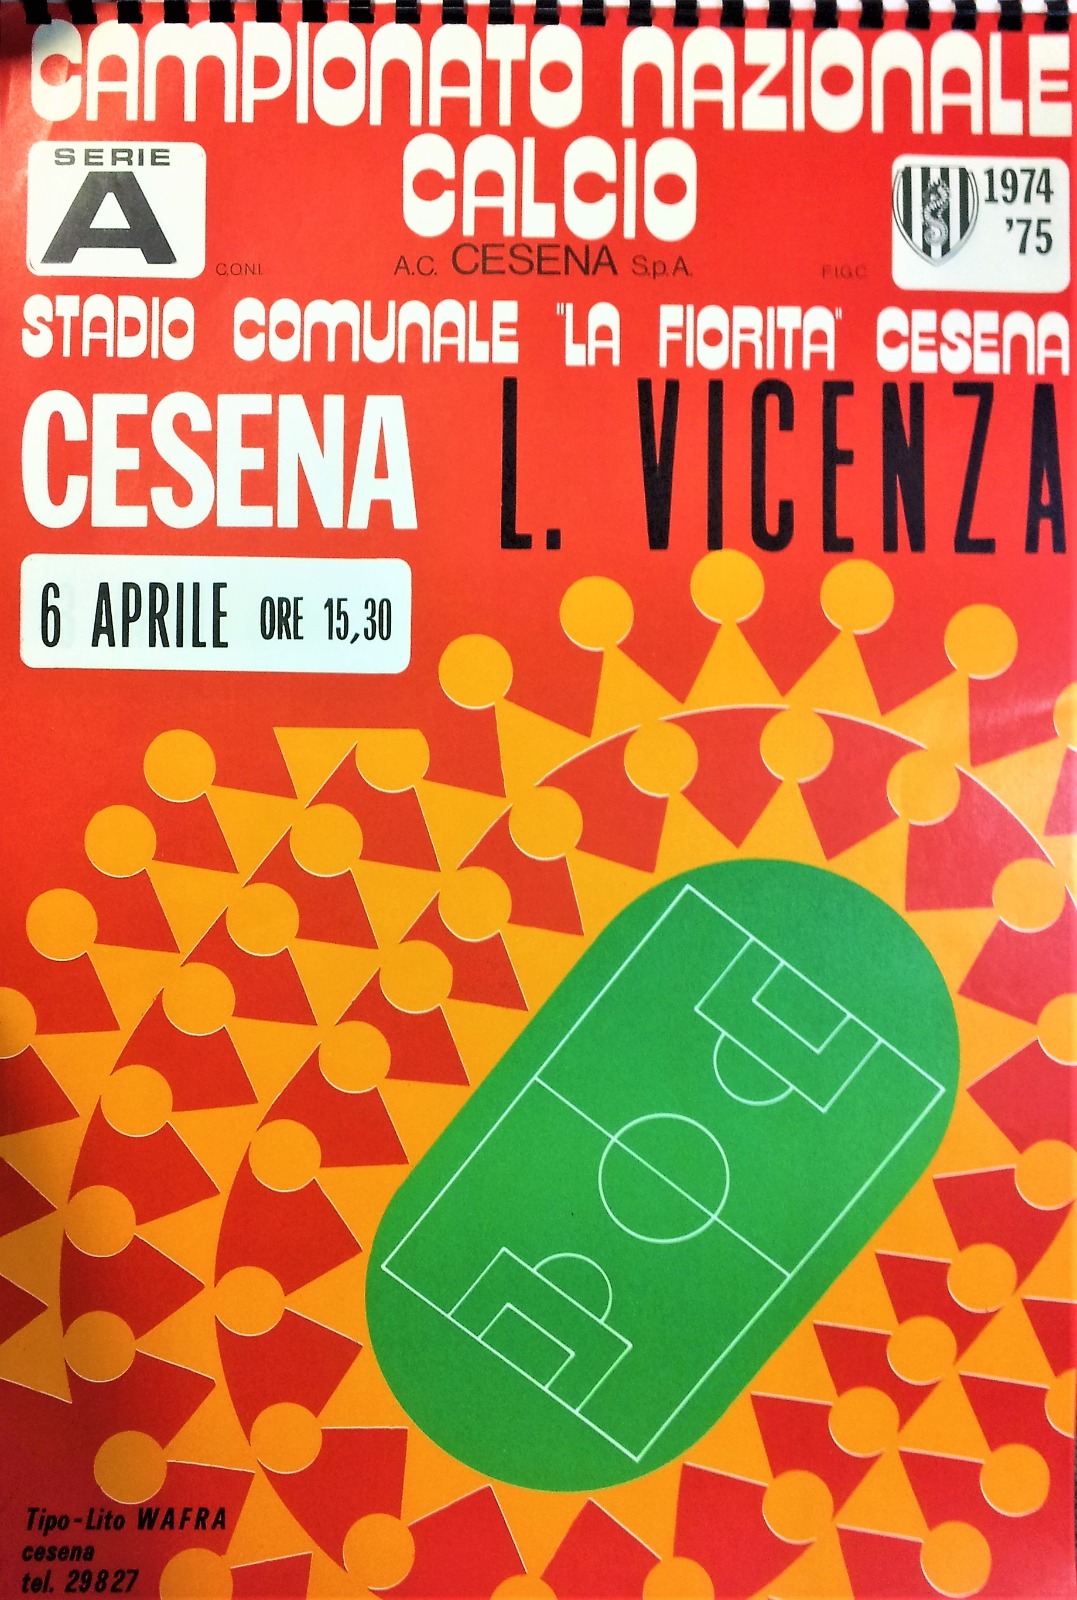 CAMPIONATO NAZIONALE
CALCIO
SERIE
A
1974
'75
C.O.N.I.
A.C. CESENA S.p.A.
F.I.G.C.
STADIO COMUNALE "LA FIORITA" CESENA
CESENA
L. VICENZA
6 APRILE ORE 15,30
Tipo-Lito WAFRA
cesena
tel. 29827